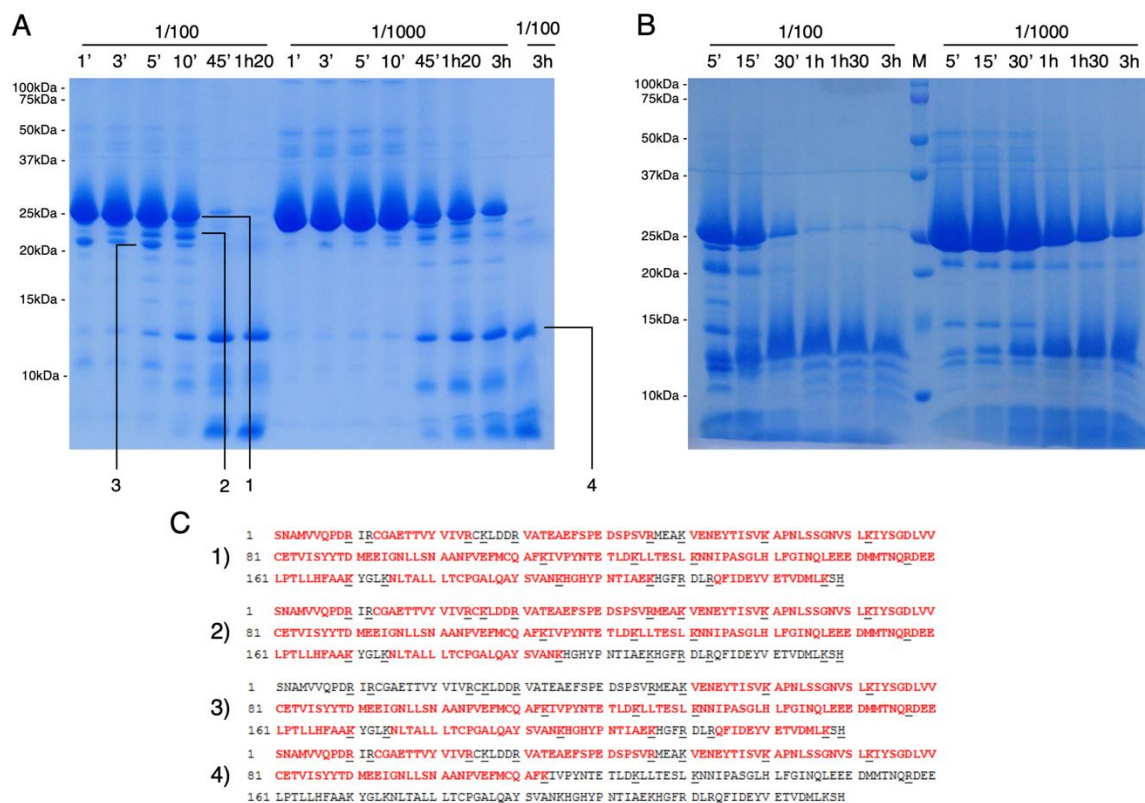 A
1/100
1/1000
1/100
1' 3' 5' 10' 45' 1h20 1' 3' 5' 10' 45' 1h20 3h 3h
100kDa -
75kDa -
50kDa -
37kDa -
25kDa -
20kDa -
15kDa -
10kDa -
3 2 1 4
B
1/100
1/1000
5' 15' 30' 1h 1h30 3h M 5' 15' 30' 1h 1h30 3h
100kDa -
75kDa -
50kDa -
37kDa -
25kDa -
20kDa -
15kDa -
10kDa -
C
1)
1 SNAMVVQPDR IRCGAETTVY VIVRCKLDDR VATEAEFSPE DSPSVRMEAK VENEYTISVK APNLSSGNVS LKIYSGDLVV
81 CETVISYYTD MEEIGNLLSN AANPVEFMCQ AFKIVPYNTE TLDKLLTESL KNNIPASGLH LFGINQLEEE DMMTNQRDEE
161 LPTLLHFAAK YGLKNLTALL LTCPGALQAY SVANKHGHYP NTIAEKHGFR DLRQFIDEYV ETVDMLKSH
2)
1 SNAMVVQPDR IRCGAETTVY VIVRCKLDDR VATEAEFSPE DSPSVRMEAK VENEYTISVK APNLSSGNVS LKIYSGDLVV
81 CETVISYYTD MEEIGNLLSN AANPVEFMCQ AFKIVPYNTE TLDKLLTESL KNNIPASGLH LFGINQLEEE DMMTNQRDEE
161 LPTLLHFAAK YGLKNLTALL LTCPGALQAY SVANKHGHYP NTIAEKHGFR DLRQFIDEYV ETVDMLKSH
3)
1 SNAMVVQPDR IRCGAETTVY VIVRCKLDDR VATEAEFSPE DSPSVRMEAK VENEYTISVK APNLSSGNVS LKIYSGDLVV
81 CETVISYYTD MEEIGNLLSN AANPVEFMCQ AFKIVPYNTE TLDKLLTESL KNNIPASGLH LFGINQLEEE DMMTNQRDEE
161 LPTLLHFAAK YGLKNLTALL LTCPGALQAY SVANKHGHYP NTIAEKHGFR DLRQFIDEYV ETVDMLKSH
4)
1 SNAMVVQPDR IRCGAETTVY VIVRCKLDDR VATEAEFSPE DSPSVRMEAK VENEYTISVK APNLSSGNVS LKIYSGDLVV
81 CETVISYYTD MEEIGNLLSN AANPVEFMCQ AFKIVPYNTE TLDKLLTESL KNNIPASGLH LFGINQLEEE DMMTNQRDEE
161 LPTLLHFAAK YGLKNLTALL LTCPGALQAY SVANKHGHYP NTIAEKHGFR DLRQFIDEYV ETVDMLKSH